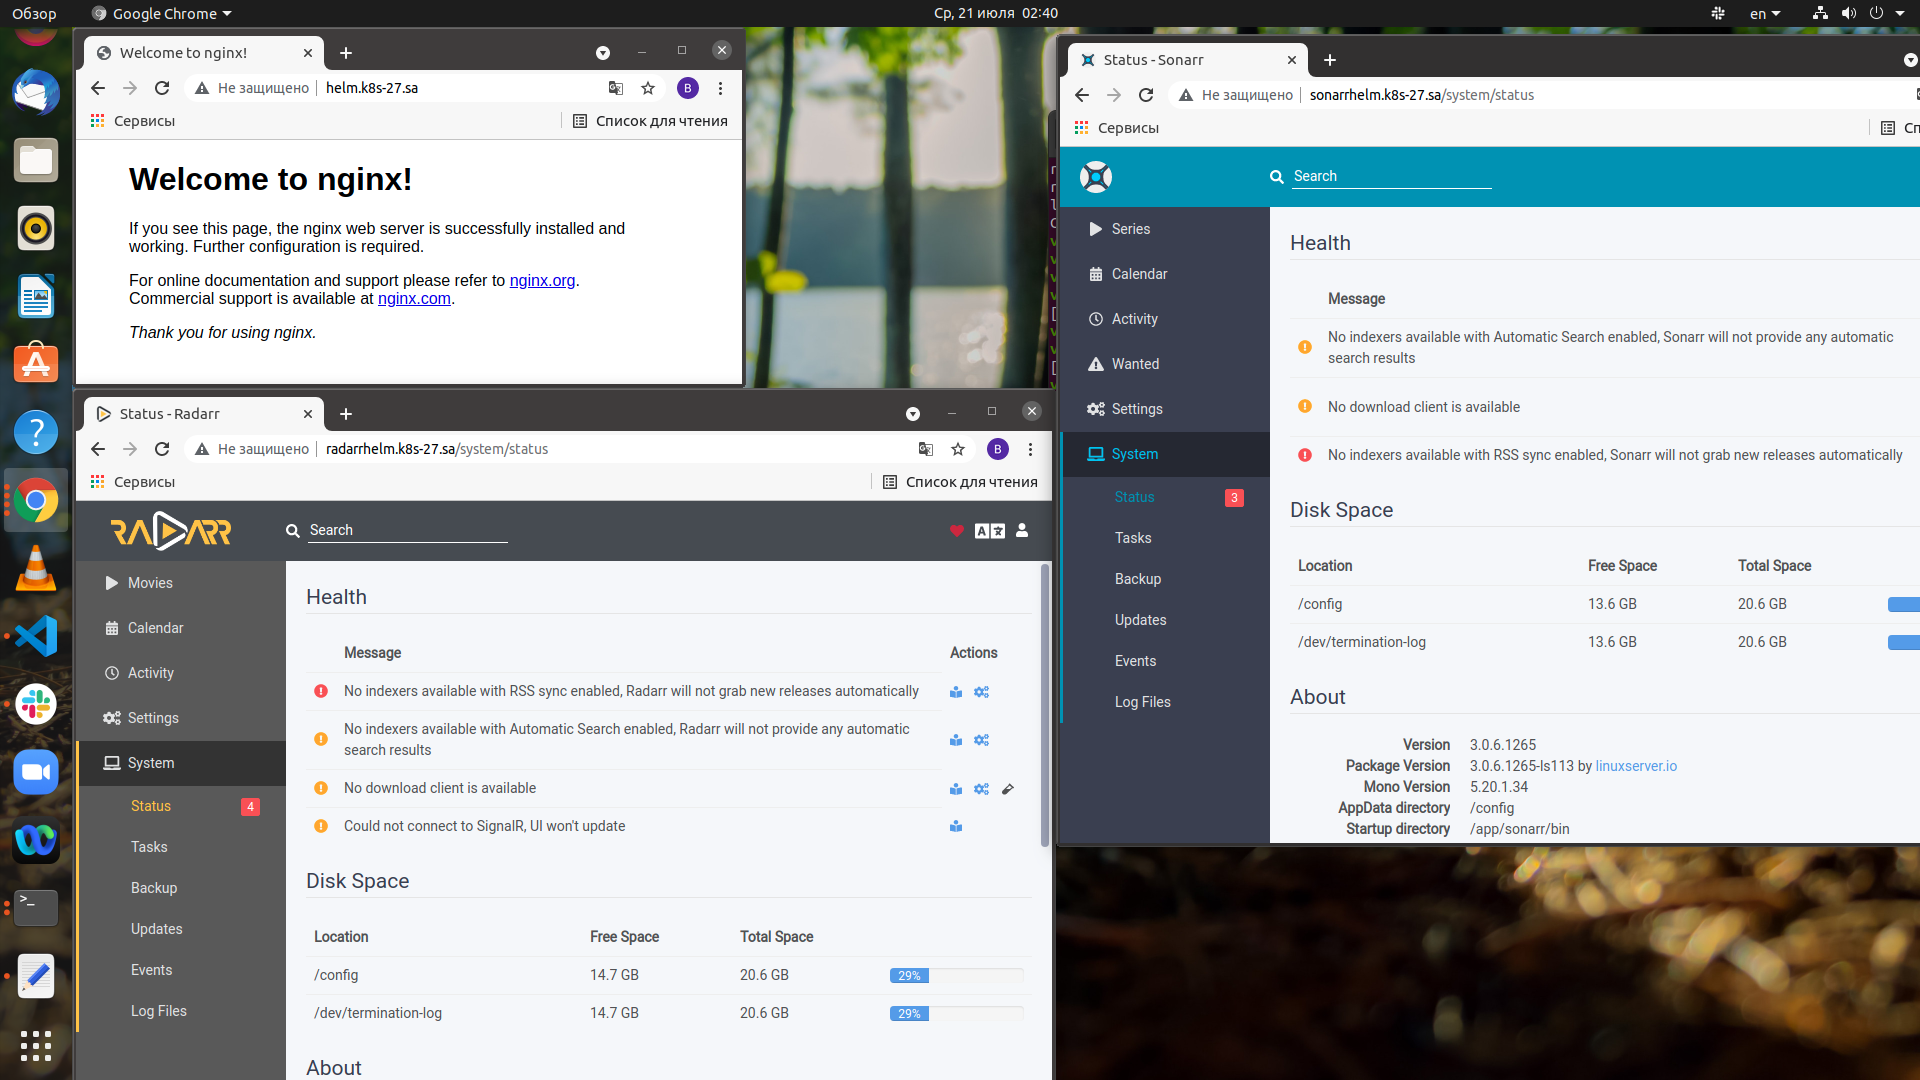 Обзор
Google Chrome
Ср, 21 июля 02:40
en
Welcome to nginx!
Не защищено
helm.k8s-27.sa
B
Сервисы
Список для чтения
Welcome to nginx!
If you see this page, the nginx web server is successfully installed and
working. Further configuration is required.
For online documentation and support please refer to nginx.org.
Commercial support is available at nginx.com.
Thank you for using nginx.
Status - Radarr
Не защищено
radarrhelm.k8s-27.sa/system/status
B
Сервисы
Список для чтения
RADARR
Search
Movies
Calendar
Activity
Settings
System
Status
4
Tasks
Backup
Updates
Events
Log Files
Health
Message
Actions
No indexers available with RSS sync enabled, Radarr will not grab new releases automatically
No indexers available with Automatic Search enabled, Radarr will not provide any automatic
search results
No download client is available
Could not connect to SignalR, UI won't update
Disk Space
Location Free Space Total Space
/config 14.7 GB 20.6 GB 29%
/dev/termination-log 14.7 GB 20.6 GB 29%
About
Status - Sonarr
Не защищено
sonarrhelm.k8s-27.sa/system/status
Сервисы
Сп
Search
Series
Calendar
Activity
Wanted
Settings
System
Status
3
Tasks
Backup
Updates
Events
Log Files
Health
Message
No indexers available with Automatic Search enabled, Sonarr will not provide any automatic
search results
No download client is available
No indexers available with RSS sync enabled, Sonarr will not grab new releases automatically
Disk Space
Location Free Space Total Space
/config 13.6 GB 20.6 GB
/dev/termination-log 13.6 GB 20.6 GB
About
Version 3.0.6.1265
Package Version 3.0.6.1265-ls113 by linuxserver.io
Mono Version 5.20.1.34
AppData directory /config
Startup directory /app/sonarr/bin